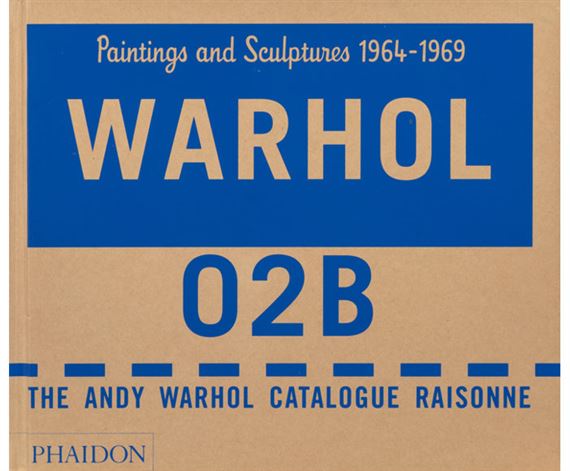 Paintings and Sculptures 1964-1969
WARHOL
02B
THE ANDY WARHOL CATALOGUE RAISONNE
PHAIDON